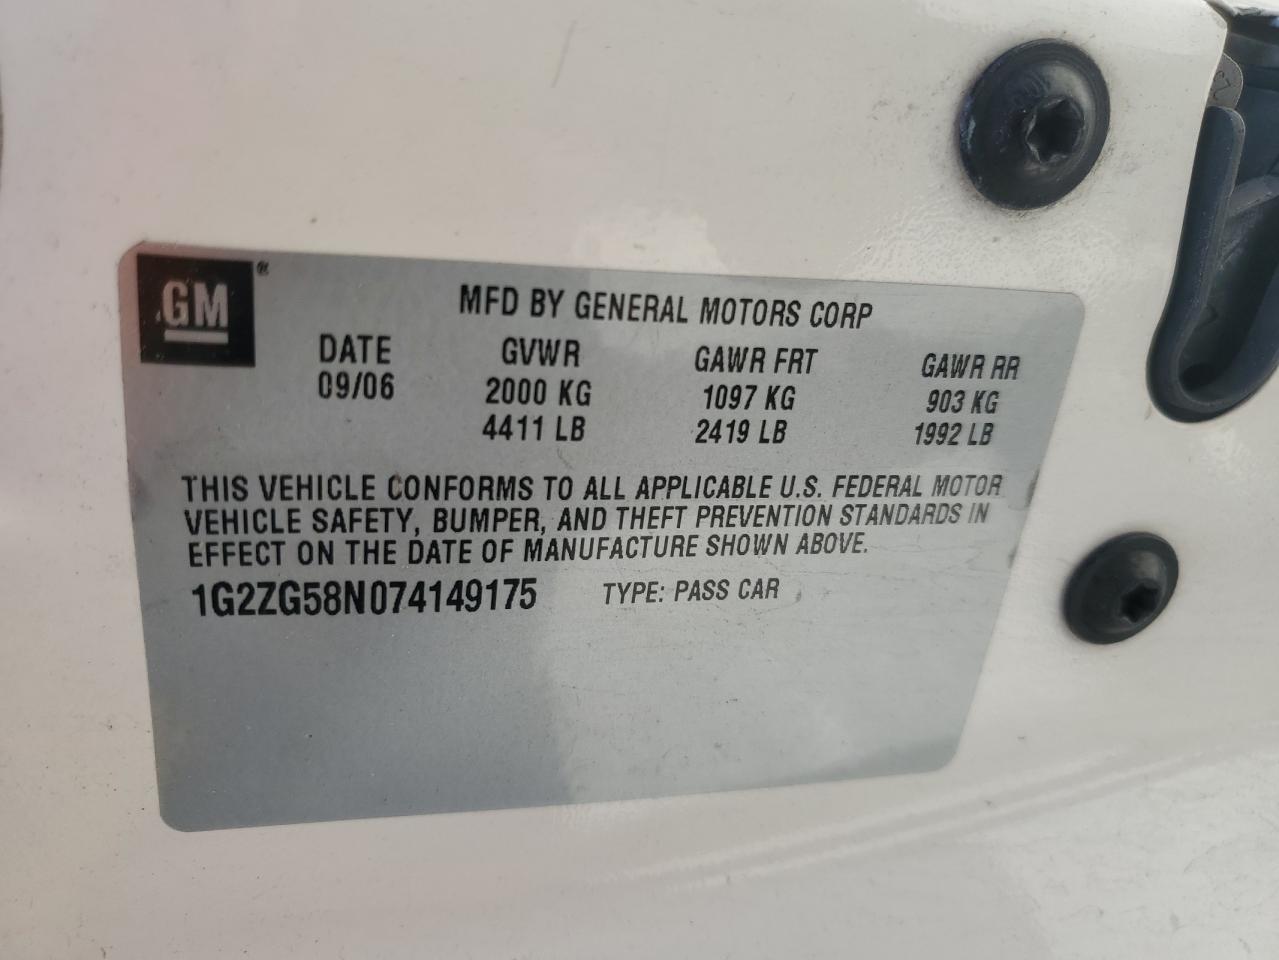 GM ®
MFD BY GENERAL MOTORS CORP
DATE GVWR GAWR FRT GAWR RR
09/06 2000 KG 1097 KG 903 KG
4411 LB 2419 LB 1992 LB
THIS VEHICLE CONFORMS TO ALL APPLICABLE U.S. FEDERAL MOTOR
VEHICLE SAFETY, BUMPER, AND THEFT PREVENTION STANDARDS IN
EFFECT ON THE DATE OF MANUFACTURE SHOWN ABOVE.
1G2ZG58N074149175 TYPE: PASS CAR